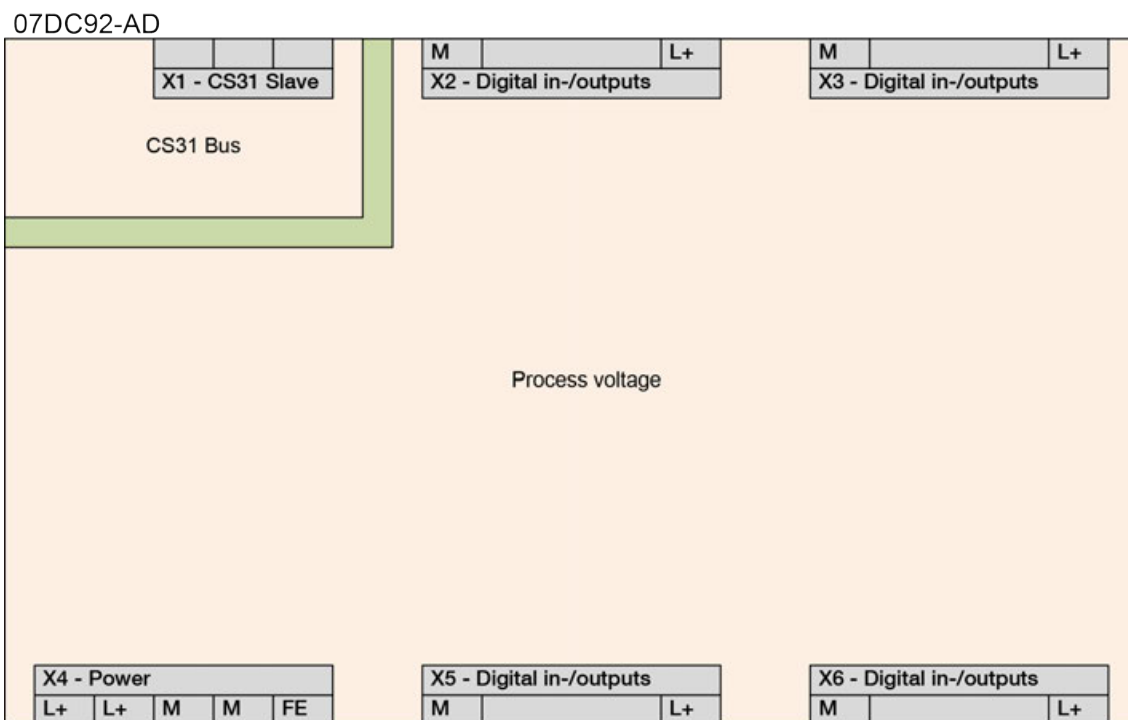 07DC92-AD
M L+ M L+
X1 - CS31 Slave X2 - Digital in-/outputs X3 - Digital in-/outputs
CS31 Bus
Process voltage
X4 - Power X5 - Digital in-/outputs X6 - Digital in-/outputs
L+ L+ M M FE M L+ M L+